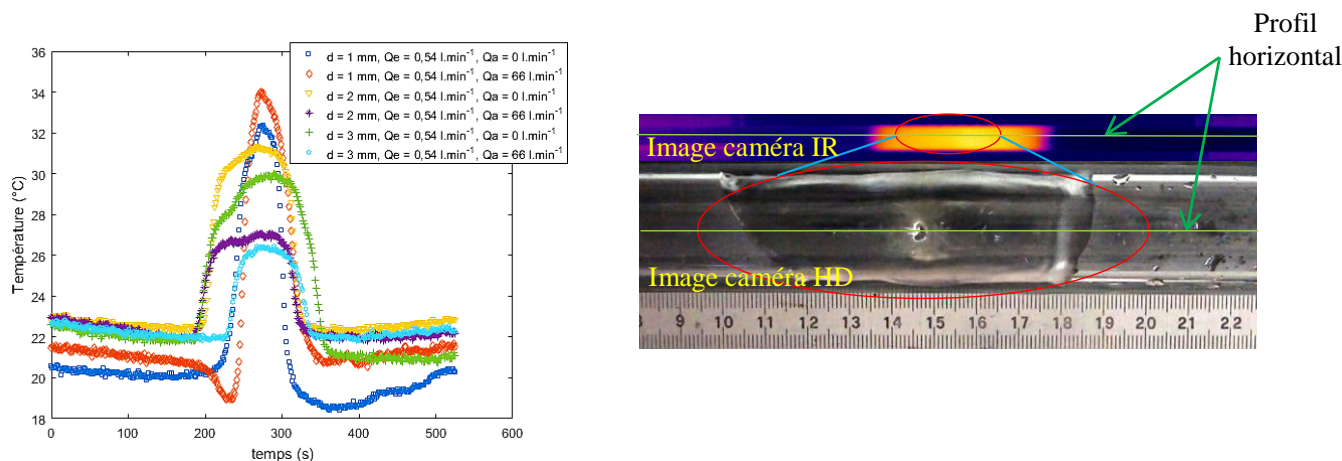 36
34
32
30
28
26
24
22
20
18
Température (°C)
0
100
200
300
400
500
600
temps (s)
d = 1 mm, Qe = 0,54 l.min⁻¹, Qa = 0 l.min⁻¹
d = 1 mm, Qe = 0,54 l.min⁻¹, Qa = 66 l.min⁻¹
d = 2 mm, Qe = 0,54 l.min⁻¹, Qa = 0 l.min⁻¹
d = 2 mm, Qe = 0,54 l.min⁻¹, Qa = 66 l.min⁻¹
d = 3 mm, Qe = 0,54 l.min⁻¹, Qa = 0 l.min⁻¹
d = 3 mm, Qe = 0,54 l.min⁻¹, Qa = 66 l.min⁻¹
Profil
horizontal
Image caméra IR
Image caméra HD
9 10 11 12 13 14 15 16 17 18 19 20 21 22